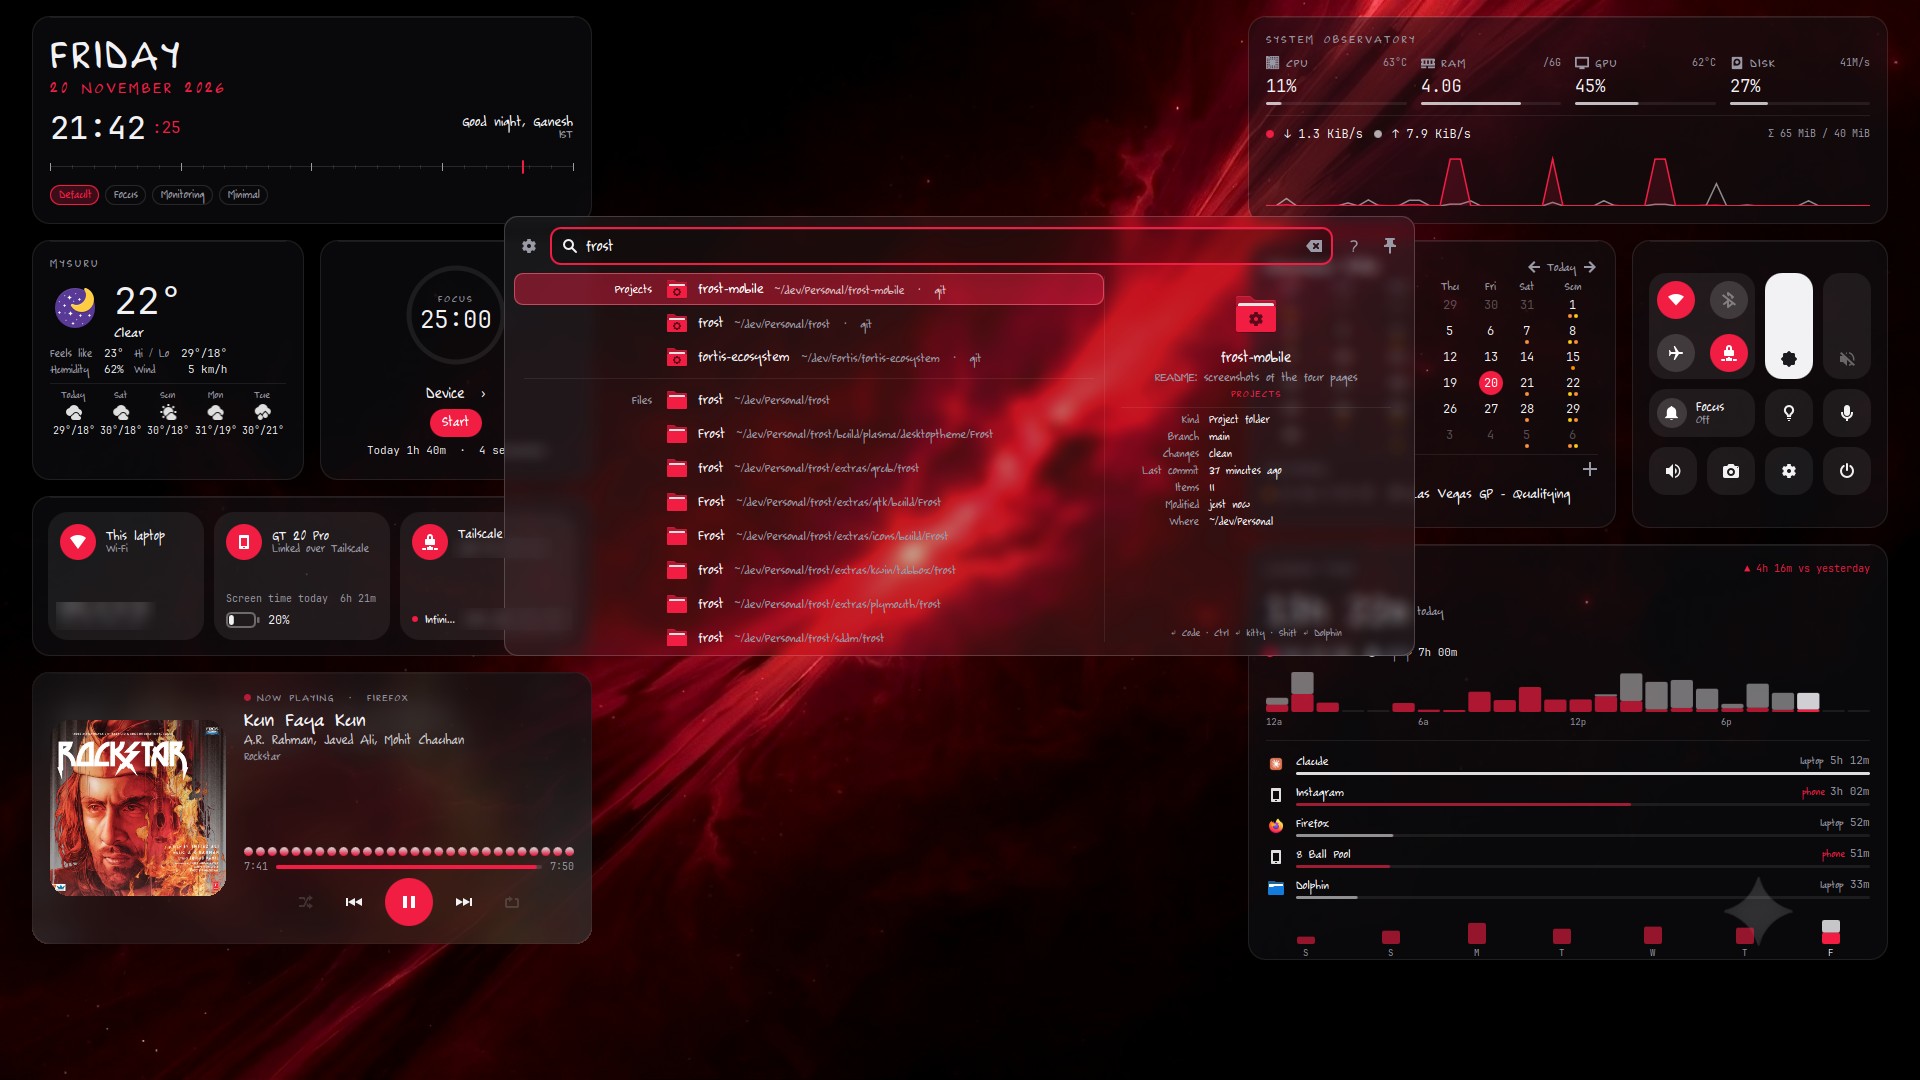 FRIDAY
20 NOVEMBER 2026
21:42 :25
Good night, Ganesh
IST
Default Focus Monitoring Minimal
MYSURU
22°
Clear
Feels like 23° Hi / Lo 29°/18°
Humidity 62% Wind 5 km/h
Today Sat Sun Mon Tue
29°/18° 30°/18° 30°/18° 31°/19° 30°/21°
FOCUS
25:00
Device ›
Start
Today 1h 40m · 4 se
This laptop
Wi-Fi
GT 20 Pro
Linked over Tailscale
Screen time today 6h 21m
20%
Tailscale
Infini...
NOW PLAYING · FIREFOX
Kun Faya Kun
A.R. Rahman, Javed Ali, Mohit Chauhan
Rockstar
ROCKSTAR
7:41 7:50
frost
?
Projects frost-mobile ~/dev/Personal/frost-mobile · git
frost ~/dev/Personal/frost · git
fortis-ecosystem ~/dev/Fortis/fortis-ecosystem · git
Files frost ~/dev/Personal/frost
Frost ~/dev/Personal/frost/build/plasma/desktoptheme/Frost
frost ~/dev/Personal/frost/extras/grub/frost
Frost ~/dev/Personal/frost/extras/gtk/build/Frost
Frost ~/dev/Personal/frost/extras/icons/build/Frost
frost ~/dev/Personal/frost/extras/kwin/tabbox/frost
frost ~/dev/Personal/frost/extras/plymouth/frost
frost ~/dev/Personal/frost/sddm/frost
frost-mobile
README: screenshots of the four pages
PROJECTS
Kind Project folder
Branch main
Changes clean
Last commit 37 minutes ago
Items 11
Modified just now
Where ~/dev/Personal
↵ Code · Ctrl ↵ Kitty · Shift ↵ Dolphin
SYSTEM OBSERVATORY
CPU 63°C RAM /6G GPU 62°C DISK 41M/s
11% 4.0G 45% 27%
↓ 1.3 KiB/s ↑ 7.9 KiB/s Σ 65 MiB / 40 MiB
← Today →
Thu Fri Sat Sun
29 30 31 1
5 6 7 8
12 13 14 15
19 20 21 22
26 27 28 29
3 4 5 6
as Vegas GP - Qualifying
Focus
Off
▲ 4h 16m vs yesterday
today
7h 00m
12a 6a 12p 6p
Claude laptop 5h 12m
Instagram phone 3h 02m
Firefox laptop 52m
8 Ball Pool phone 51m
Dolphin laptop 33m
S S M T W T F